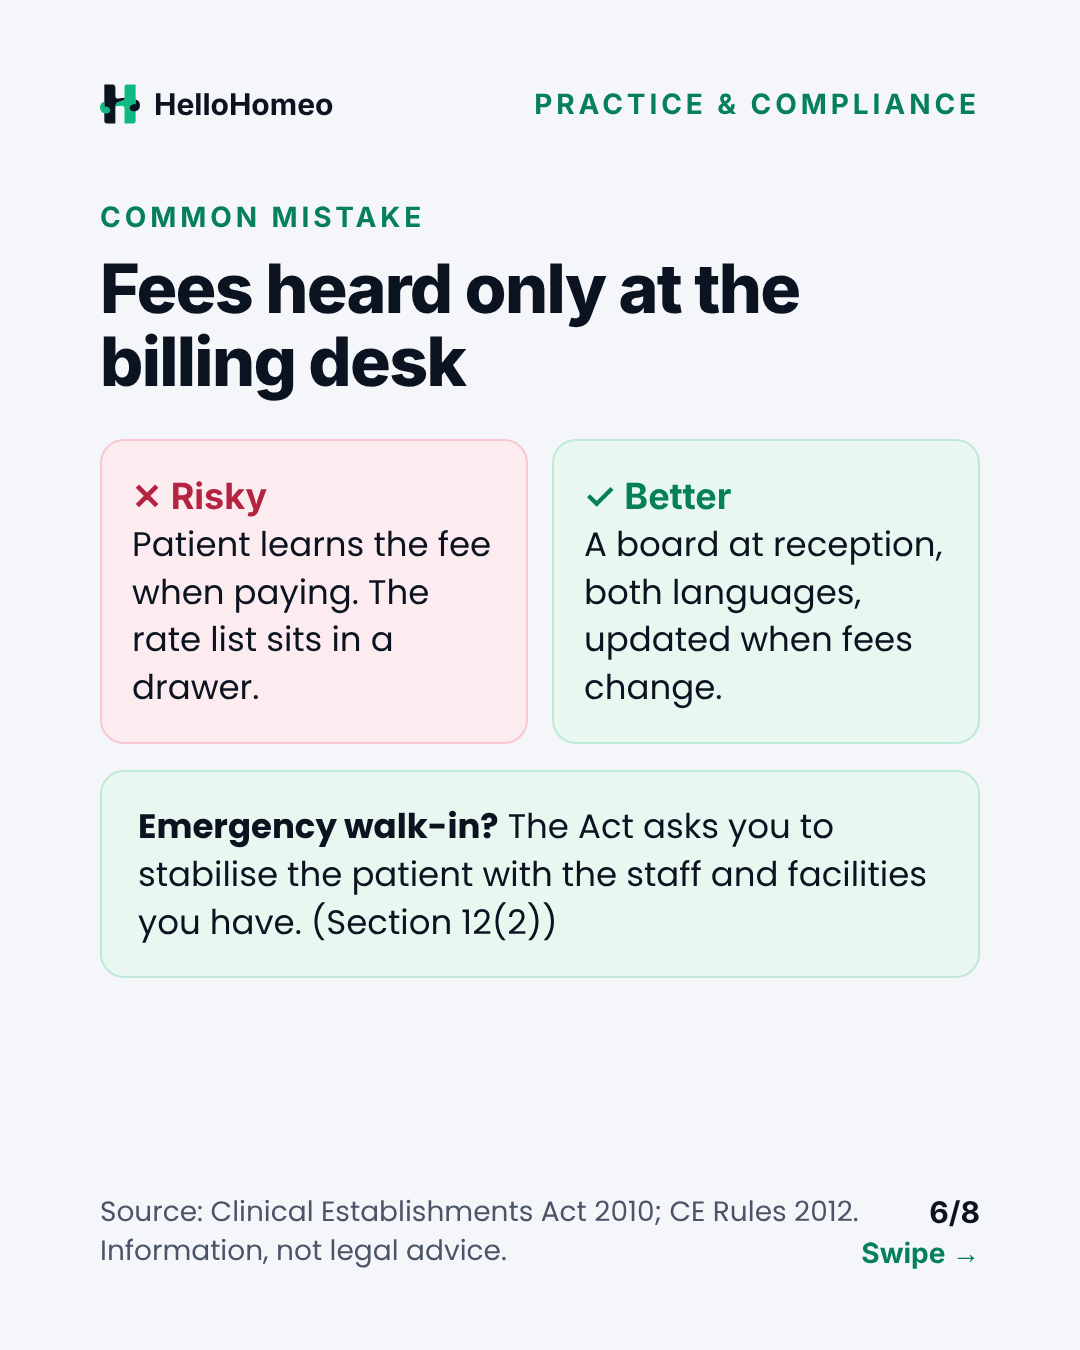 HelloHomeo
PRACTICE & COMPLIANCE
COMMON MISTAKE
Fees heard only at the
billing desk
✕ Risky
Patient learns the fee
when paying. The
rate list sits in a
drawer.
✓ Better
A board at reception,
both languages,
updated when fees
change.
Emergency walk-in? The Act asks you to
stabilise the patient with the staff and facilities
you have. (Section 12(2))
Source: Clinical Establishments Act 2010; CE Rules 2012.
Information, not legal advice.
6/8
Swipe →